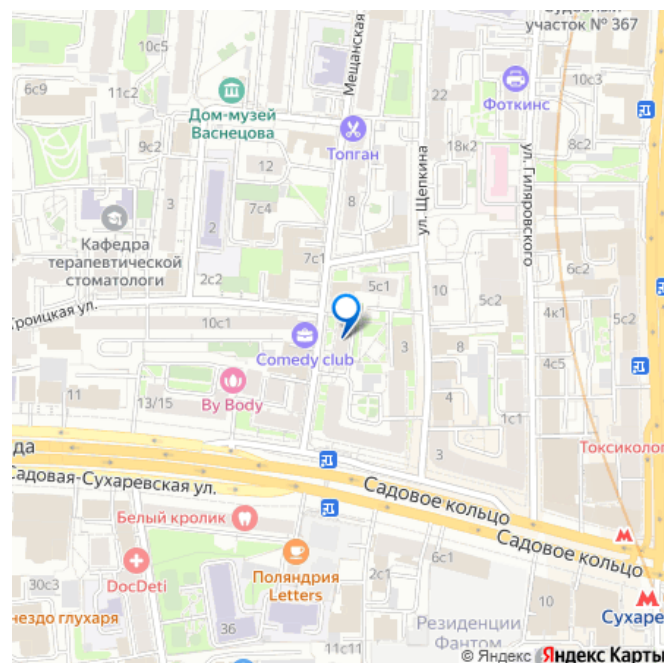 Судебный
участок № 367
10с5
11с2
6с9
Дом-музей
Васнецова
9с2
Мещанская
Топган
22
Фоткинс
10с3
18к2
8с2
12
8
3
7с4
2
Кафедра
терапевтической
стоматологи
ул. Щепкина
ул. Гиляровского
7с1
2с2
5с1
10
6с2
5с2
4к1
5с2
Троицкая ул.
10с1
Comedy club
3
8
4с5
11
13/15
By Body
4
1с1
3
Токсиколог
да
Садовая-Сухаревская ул.
Садовое кольцо
Садовое кольцо
Белый кролик
DocDeti
Поляндрия
Letters
6с1
2с1
30с3
нездо глухаря
36
11с11
10
Резиденции
Фантом
Сухаре
© Яндекс Яндекс Карты